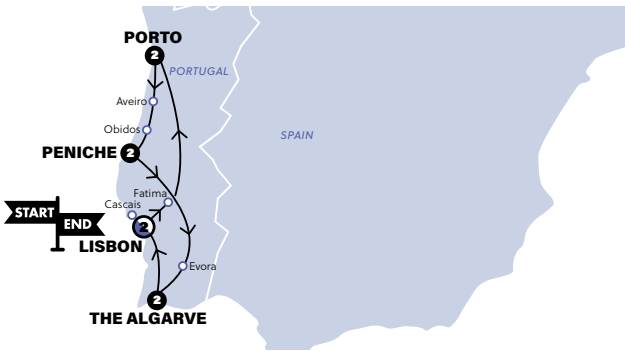 PORTO
2
PORTUGAL
Aveiro
SPAIN
Obidos
PENICHE
2
Fatima
Cascais
START
END
2
LISBON
Evora
2
THE ALGARVE